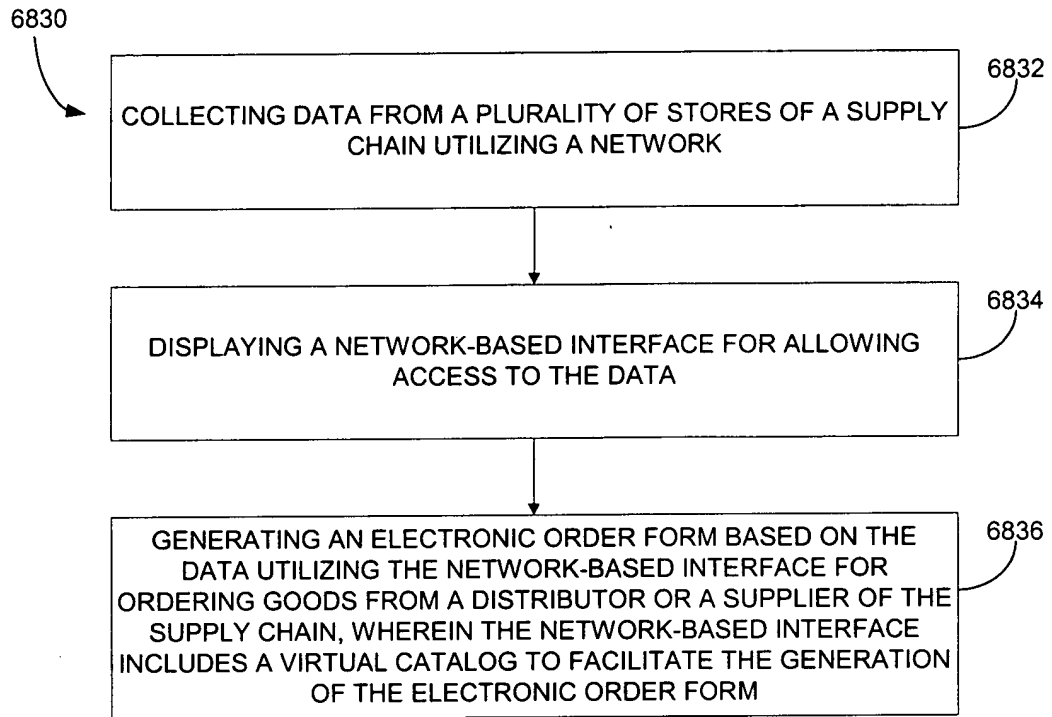 6830
6832
COLLECTING DATA FROM A PLURALITY OF STORES OF A SUPPLY
CHAIN UTILIZING A NETWORK
6834
DISPLAYING A NETWORK-BASED INTERFACE FOR ALLOWING
ACCESS TO THE DATA
6836
GENERATING AN ELECTRONIC ORDER FORM BASED ON THE
DATA UTILIZING THE NETWORK-BASED INTERFACE FOR
ORDERING GOODS FROM A DISTRIBUTOR OR A SUPPLIER OF THE
SUPPLY CHAIN, WHEREIN THE NETWORK-BASED INTERFACE
INCLUDES A VIRTUAL CATALOG TO FACILITATE THE GENERATION
OF THE ELECTRONIC ORDER FORM